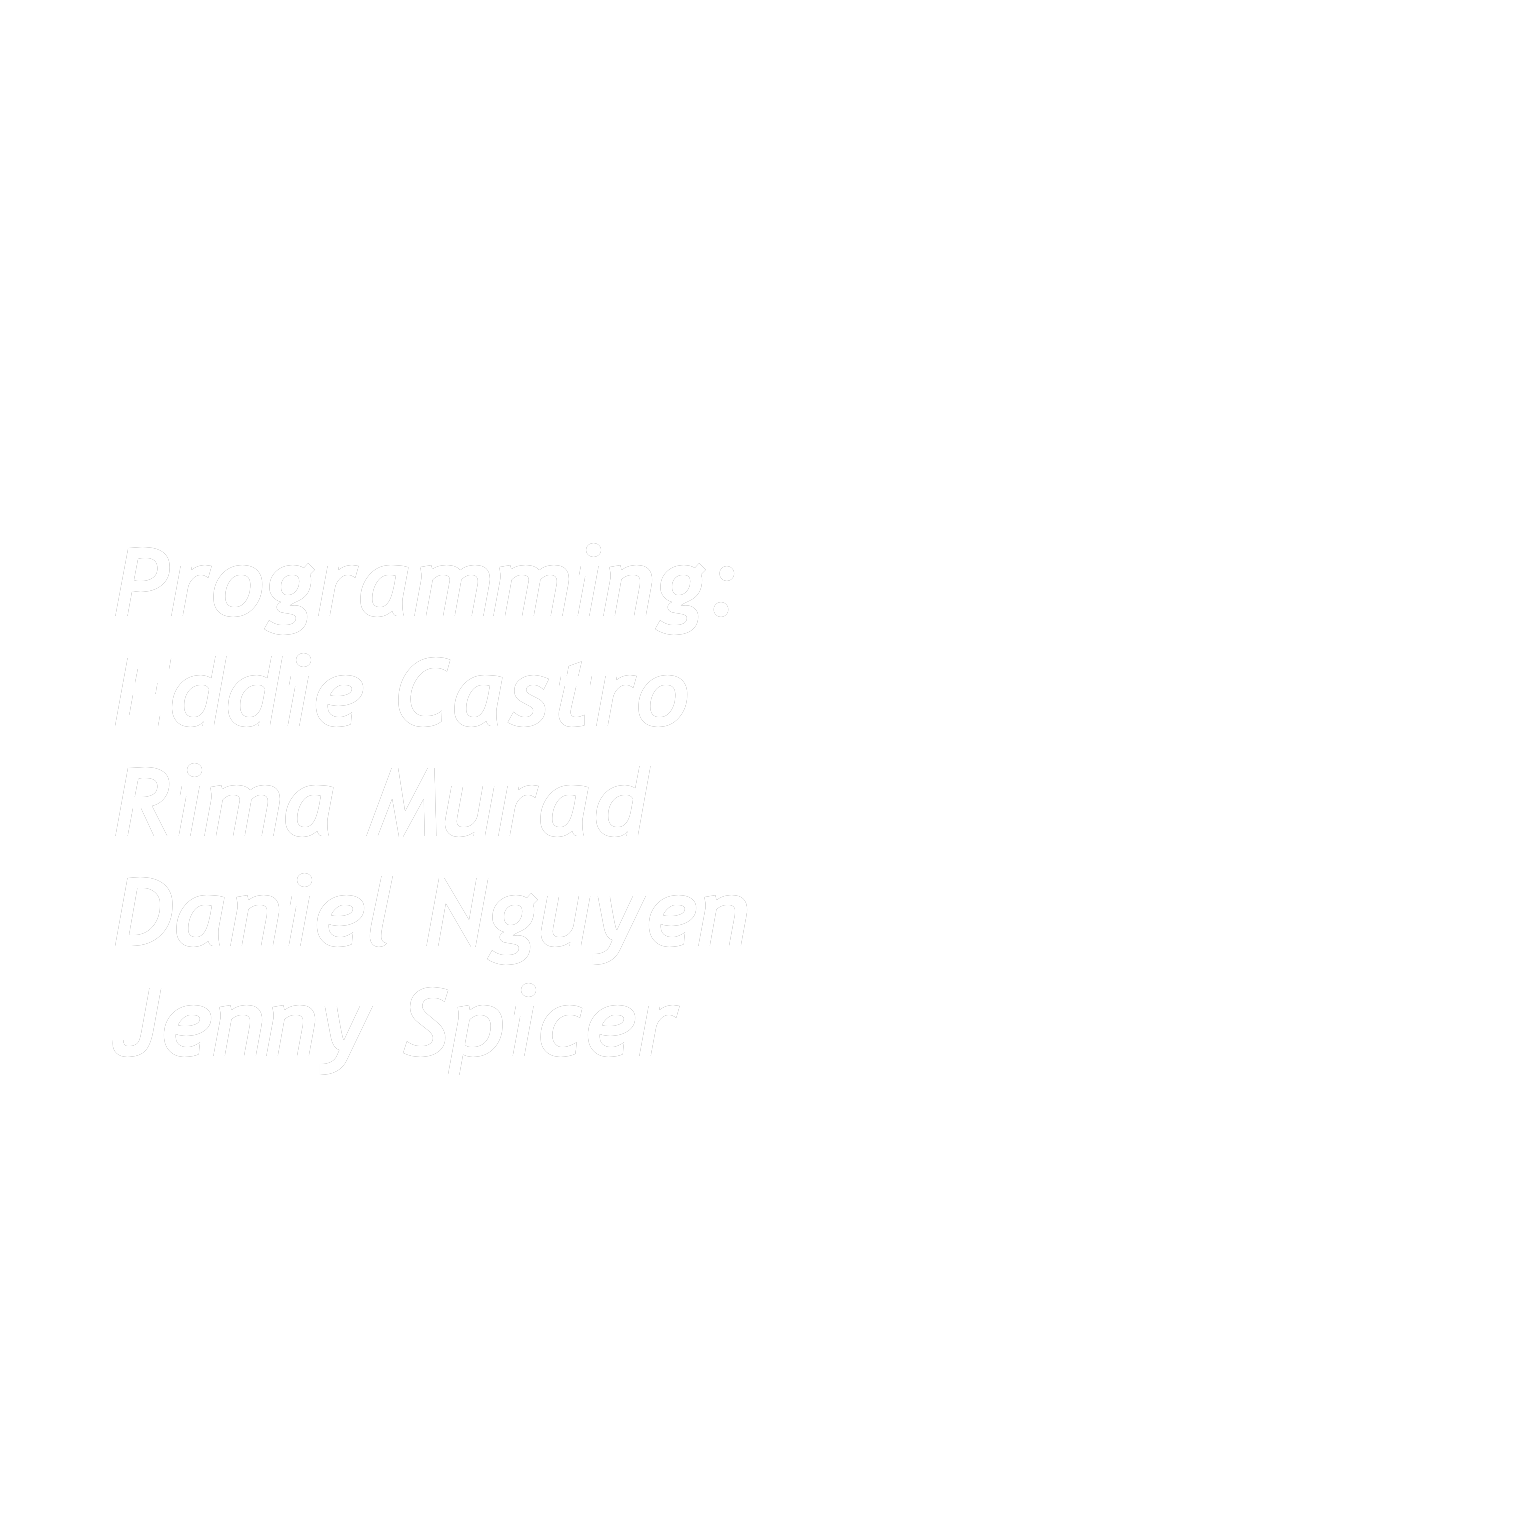 Programming:
Eddie Castro
Rima Murad
Daniel Nguyen
Jenny Spicer